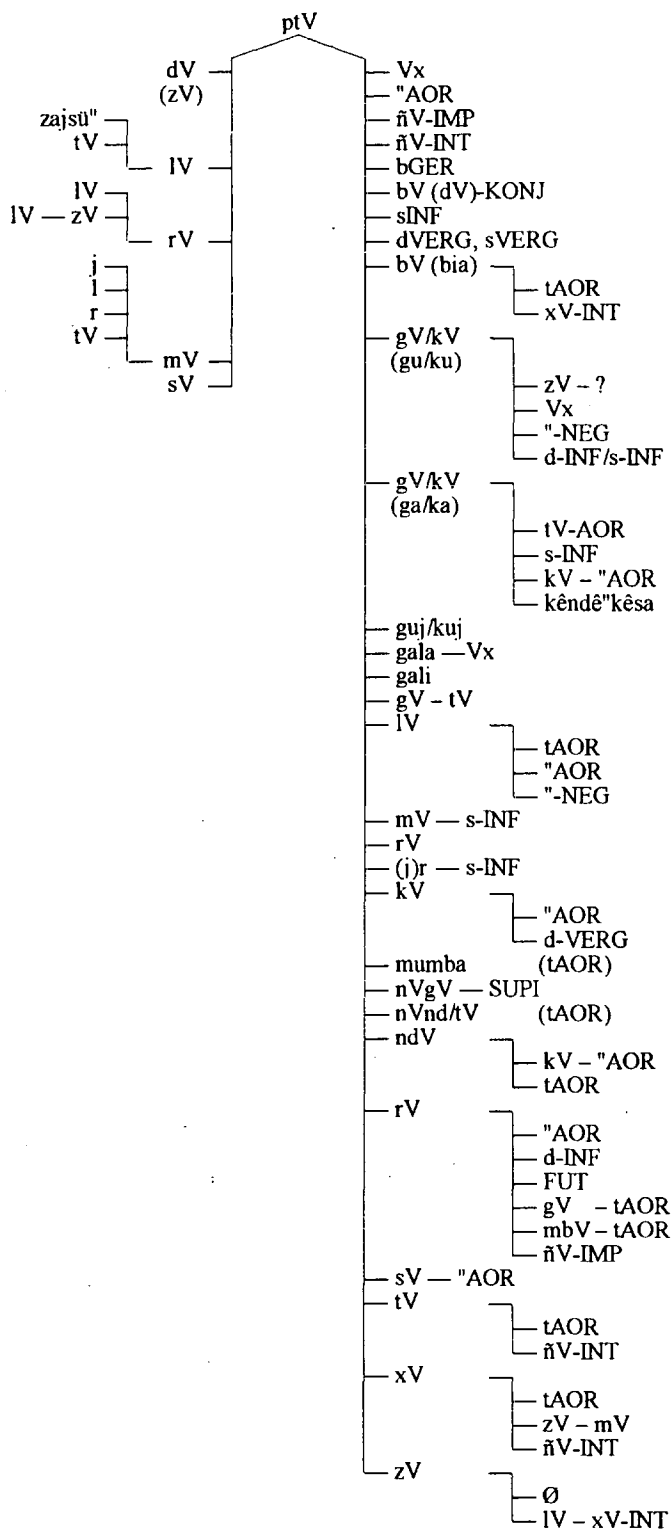 ptV
dV — Vx
(zV) — "AOR
zajsü" — ñV-IMP
tV — ñV-INT
lV — bGER
lV — bV (dV)-KONJ
lV — zV — sINF
rV — dVERG, sVERG
j — bV (bia)
l — tAOR
r — xV-INT
tV — gV/kV
mV — (gu/ku)
sV — zV – ?
Vx
"-NEG
d-INF/s-INF
gV/kV
(ga/ka)
tV-AOR
s-INF
kV – "AOR
kêndê"kêsa
guj/kuj
gala — Vx
gali
gV – tV
lV
tAOR
"AOR
"-NEG
mV — s-INF
rV
(j)r — s-INF
kV
"AOR
d-VERG
mumba (tAOR)
nVgV — SUPI
nVnd/tV (tAOR)
ndV
kV – "AOR
tAOR
rV
"AOR
d-INF
FUT
gV – tAOR
mbV – tAOR
ñV-IMP
sV — "AOR
tV
tAOR
ñV-INT
xV
tAOR
zV – mV
ñV-INT
zV
Ø
lV – xV-INT